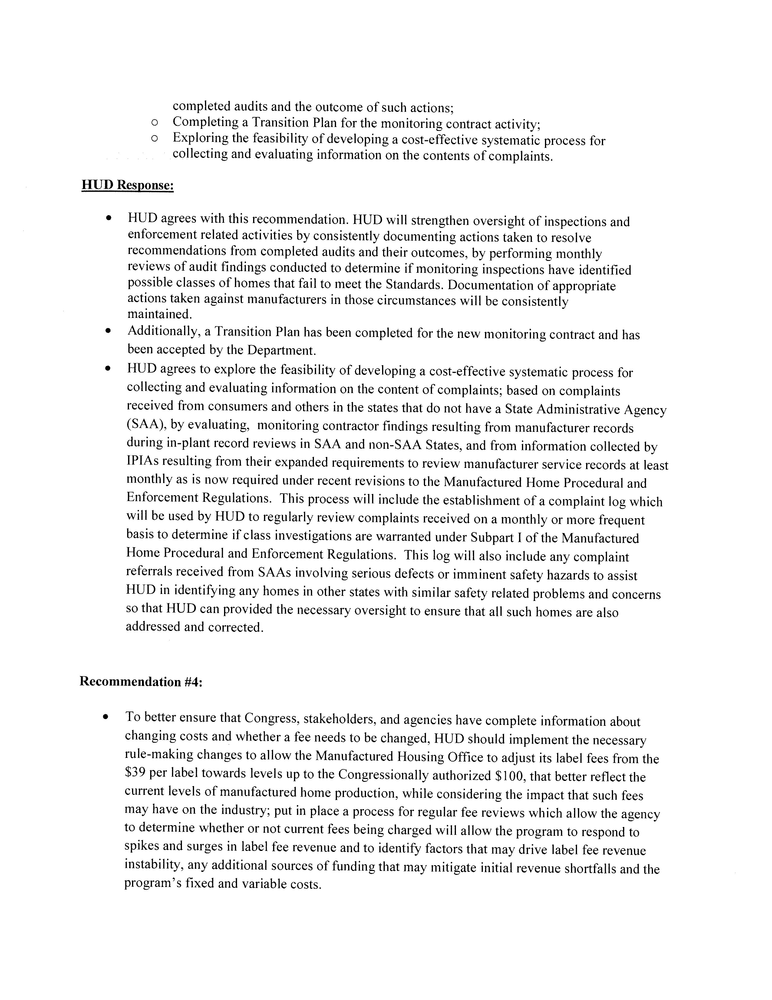 completed audits and the outcome of such actions;
o Completing a Transition Plan for the monitoring contract activity;
o Exploring the feasibility of developing a cost-effective systematic process for
collecting and evaluating information on the contents of complaints.
HUD Response:
• HUD agrees with this recommendation. HUD will strengthen oversight of inspections and
enforcement related activities by consistently documenting actions taken to resolve
recommendations from completed audits and their outcomes, by performing monthly
reviews of audit findings conducted to determine if monitoring inspections have identified
possible classes of homes that fail to meet the Standards. Documentation of appropriate
actions taken against manufacturers in those circumstances will be consistently
maintained.
• Additionally, a Transition Plan has been completed for the new monitoring contract and has
been accepted by the Department.
• HUD agrees to explore the feasibility of developing a cost-effective systematic process for
collecting and evaluating information on the content of complaints; based on complaints
received from consumers and others in the states that do not have a State Administrative Agency
(SAA), by evaluating, monitoring contractor findings resulting from manufacturer records
during in-plant record reviews in SAA and non-SAA States, and from information collected by
IPIAs resulting from their expanded requirements to review manufacturer service records at least
monthly as is now required under recent revisions to the Manufactured Home Procedural and
Enforcement Regulations. This process will include the establishment of a complaint log which
will be used by HUD to regularly review complaints received on a monthly or more frequent
basis to determine if class investigations are warranted under Subpart I of the Manufactured
Home Procedural and Enforcement Regulations. This log will also include any complaint
referrals received from SAAs involving serious defects or imminent safety hazards to assist
HUD in identifying any homes in other states with similar safety related problems and concerns
so that HUD can provided the necessary oversight to ensure that all such homes are also
addressed and corrected.
Recommendation #4:
• To better ensure that Congress, stakeholders, and agencies have complete information about
changing costs and whether a fee needs to be changed, HUD should implement the necessary
rule-making changes to allow the Manufactured Housing Office to adjust its label fees from the
$39 per label towards levels up to the Congressionally authorized $100, that better reflect the
current levels of manufactured home production, while considering the impact that such fees
may have on the industry; put in place a process for regular fee reviews which allow the agency
to determine whether or not current fees being charged will allow the program to respond to
spikes and surges in label fee revenue and to identify factors that may drive label fee revenue
instability, any additional sources of funding that may mitigate initial revenue shortfalls and the
program's fixed and variable costs.